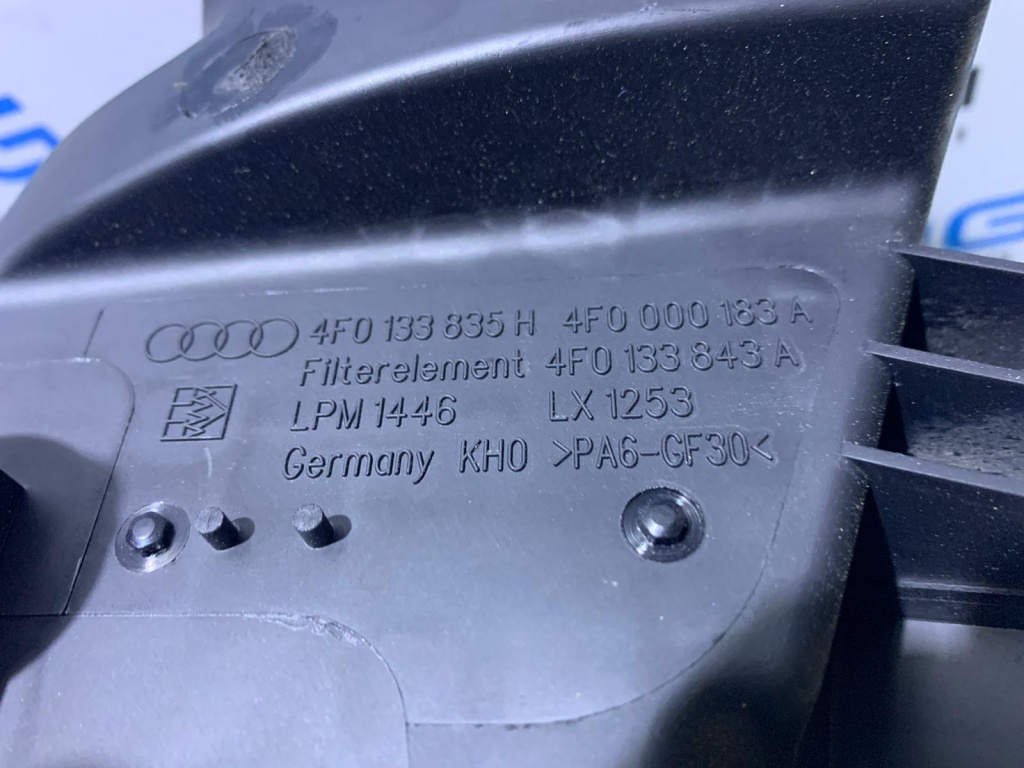 4F0 133 835 H 4F0 000 183 A
Filterelement 4F0 133 843 A
LPM 1446 LX 1253
Germany KH0 >PA6-GF30<